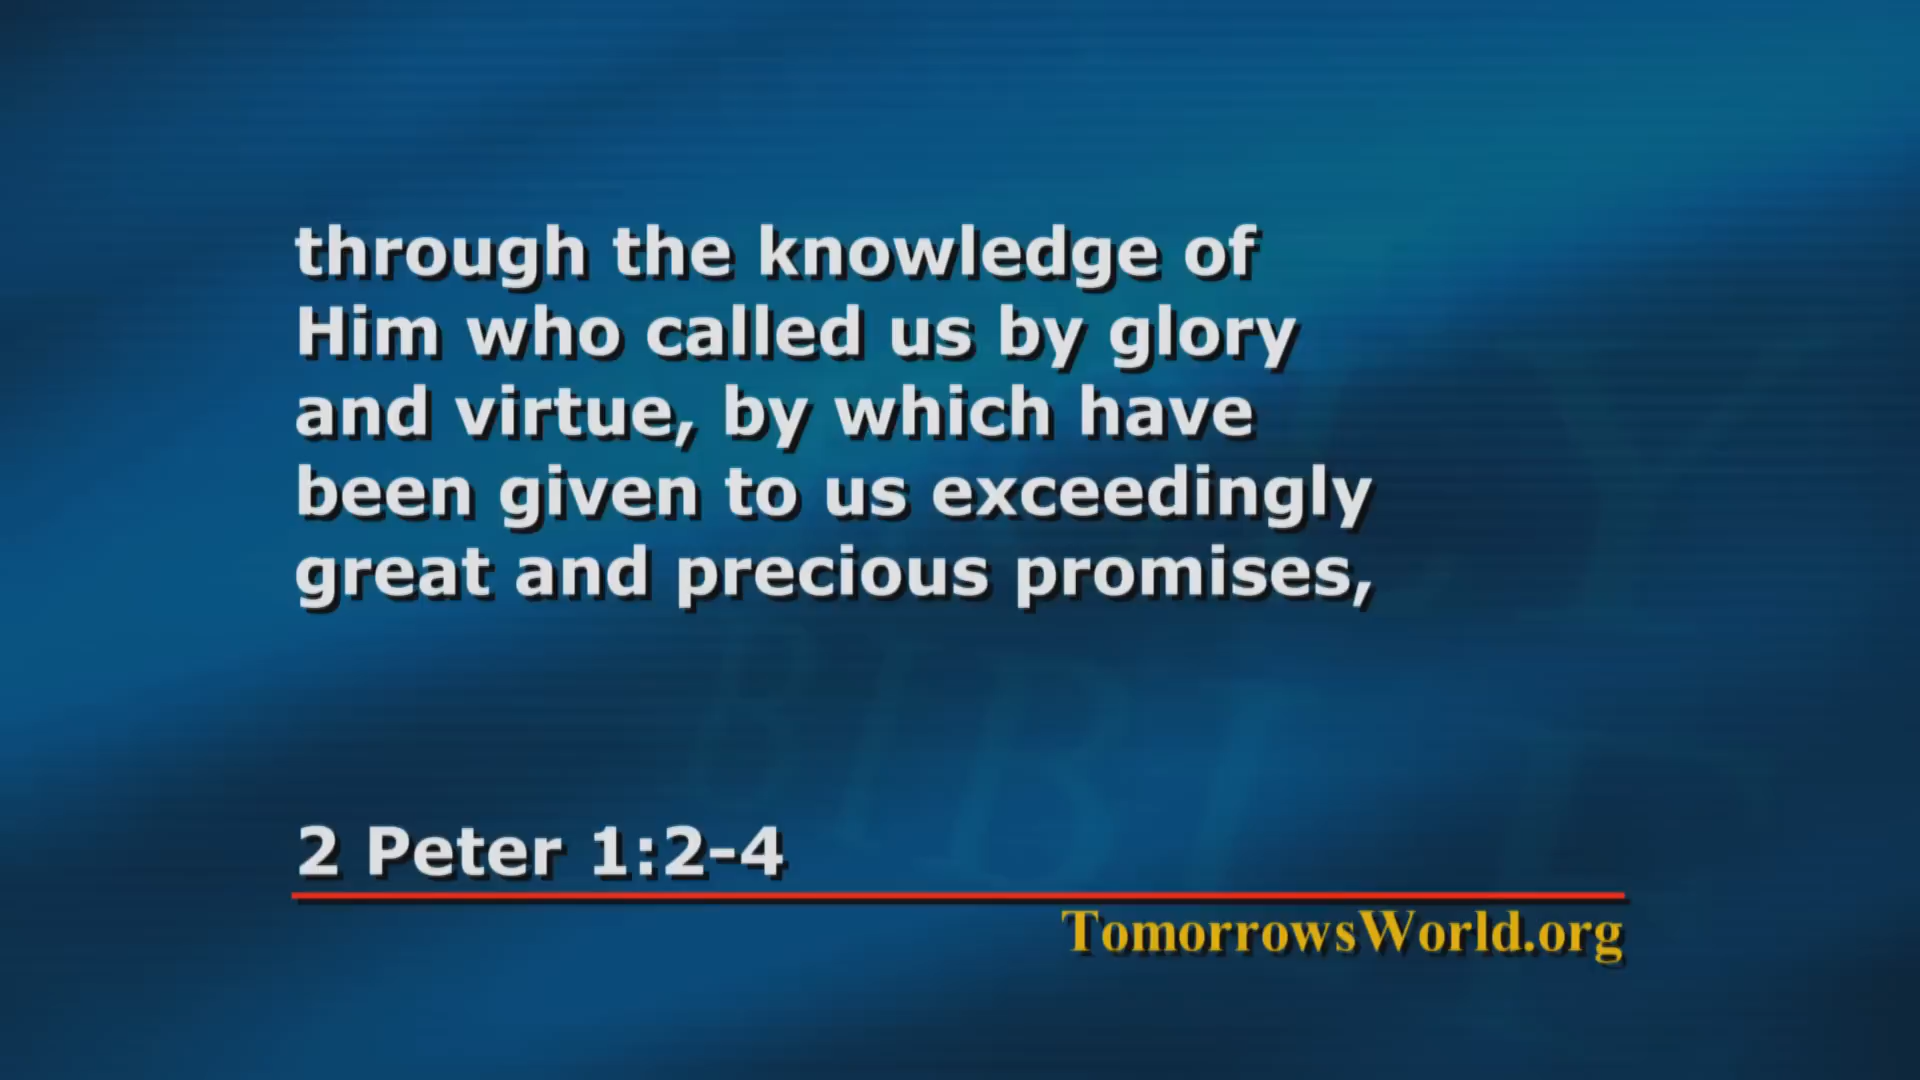 through the knowledge of
Him who called us by glory
and virtue, by which have
been given to us exceedingly
great and precious promises,
2 Peter 1:2-4
TomorrowsWorld.org